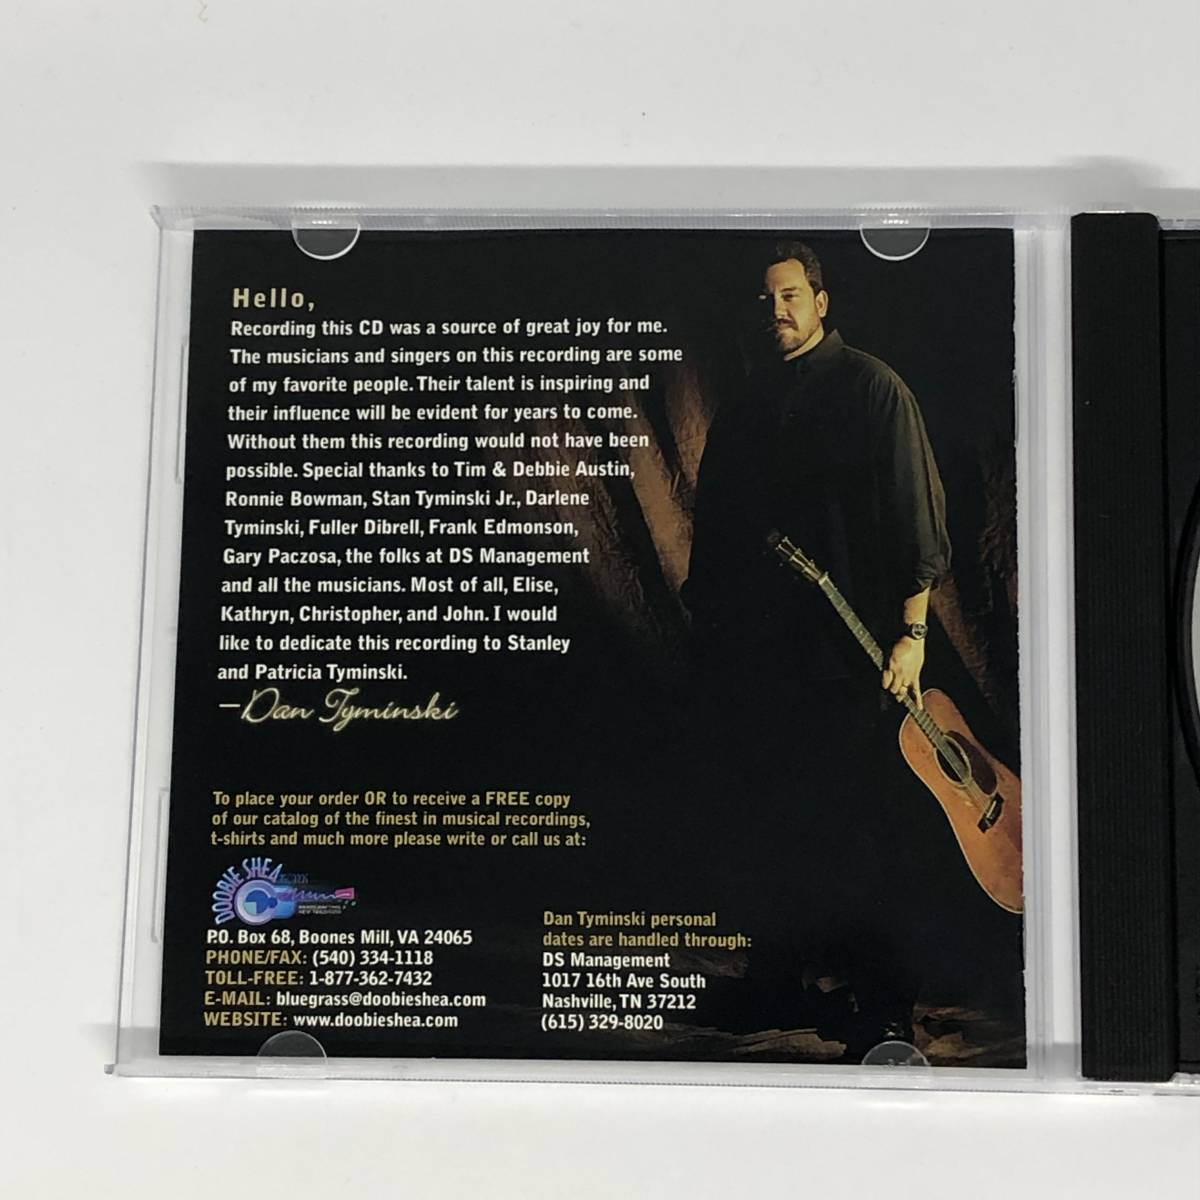 Hello,
Recording this CD was a source of great joy for me.
The musicians and singers on this recording are some
of my favorite people. Their talent is inspiring and
their influence will be evident for years to come.
Without them this recording would not have been
possible. Special thanks to Tim & Debbie Austin,
Ronnie Bowman, Stan Tyminski Jr., Darlene
Tyminski, Fuller Dibrell, Frank Edmonson,
Gary Paczosa, the folks at DS Management
and all the musicians. Most of all, Elise,
Kathryn, Christopher, and John. I would
like to dedicate this recording to Stanley
and Patricia Tyminski.
—Dan Tyminski
To place your order OR to receive a FREE copy
of our catalog of the finest in musical recordings,
t-shirts and much more please write or call us at:
DOOBIE SHEA
P.O. Box 68, Boones Mill, VA 24065
PHONE/FAX: (540) 334-1118
TOLL-FREE: 1-877-362-7432
E-MAIL: bluegrass@doobieshea.com
WEBSITE: www.doobieshea.com
Dan Tyminski personal
dates are handled through:
DS Management
1017 16th Ave South
Nashville, TN 37212
(615) 329-8020